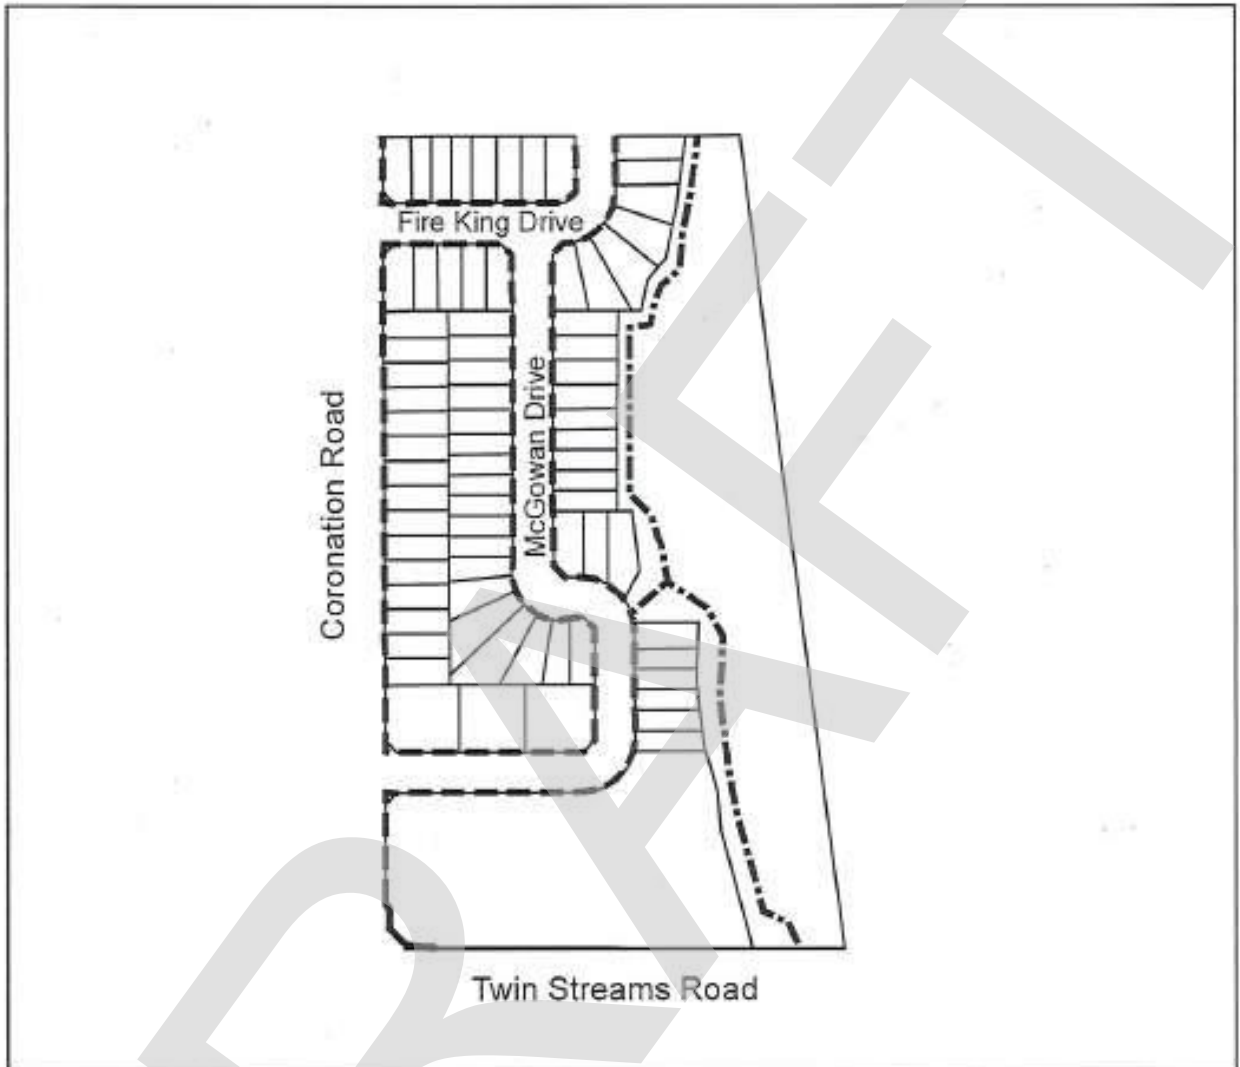 Fire King Drive
McGowan Drive
Coronation Road
Twin Streams Road
DRAFT